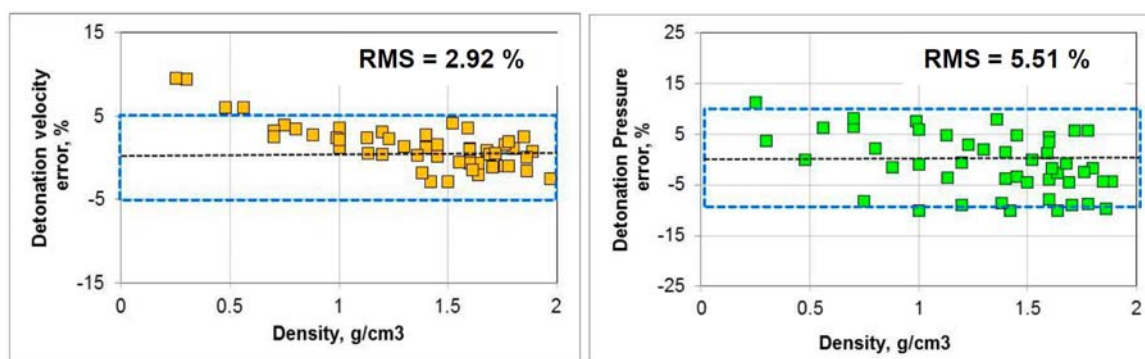 RMS = 2.92 %
Detonation velocity
error, %
15
5
-5
-15
0
0.5
1
1.5
2
Density, g/cm3
RMS = 5.51 %
Detonation Pressure
error, %
25
15
5
-5
-15
-25
0
0.5
1
1.5
2
Density, g/cm3